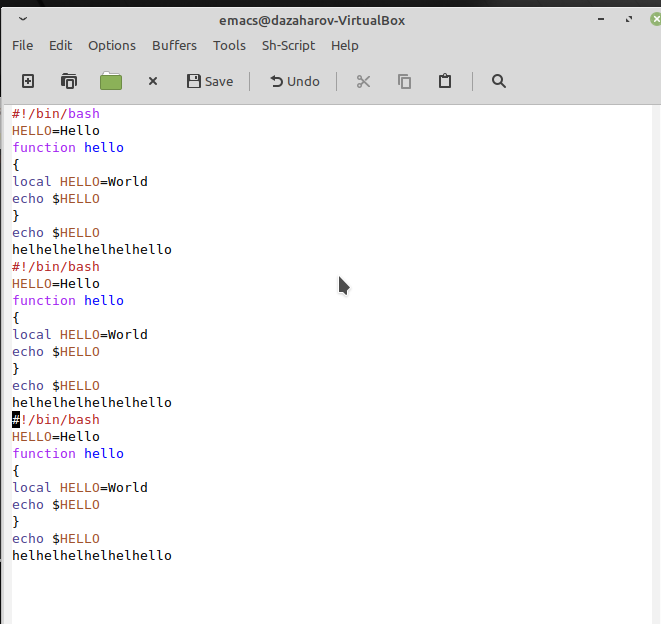 emacs@dazaharov-VirtualBox
File Edit Options Buffers Tools Sh-Script Help
Save Undo
#!/bin/bash
HELLO=Hello
function hello
{
local HELLO=World
echo $HELLO
}
echo $HELLO
helhelhelhelhelhello
#!/bin/bash
HELLO=Hello
function hello
{
local HELLO=World
echo $HELLO
}
echo $HELLO
helhelhelhelhelhello
#!/bin/bash
HELLO=Hello
function hello
{
local HELLO=World
echo $HELLO
}
echo $HELLO
helhelhelhelhelhello